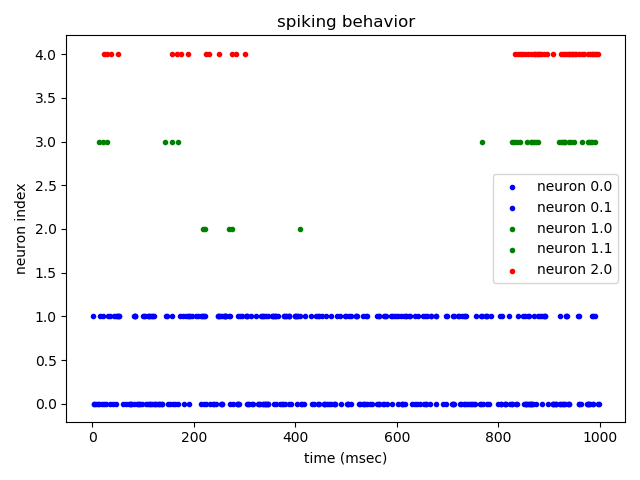 spiking behavior
neuron index
4.0
3.5
3.0
2.5
2.0
1.5
1.0
0.5
0.0
neuron 0.0
neuron 0.1
neuron 1.0
neuron 1.1
neuron 2.0
0 200 400 600 800 1000
time (msec)